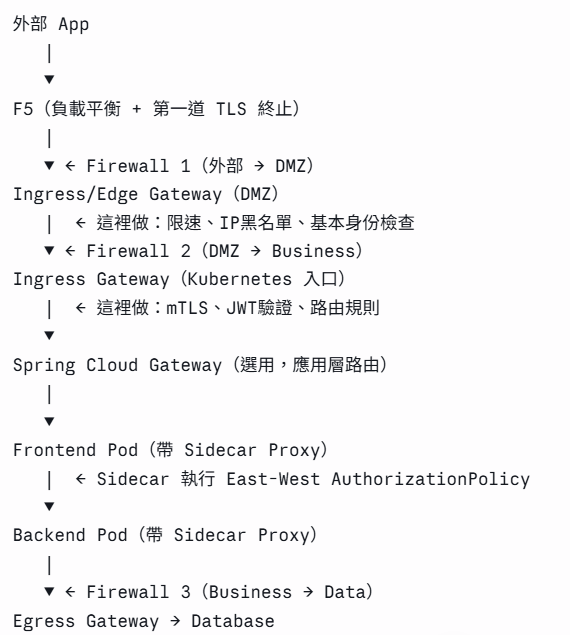 外部 App
|
▼
F5（負載平衡 + 第一道 TLS 終止）
|
▼ ← Firewall 1（外部 → DMZ）
Ingress/Edge Gateway（DMZ）
| ← 這裡做：限速、IP黑名單、基本身份檢查
▼ ← Firewall 2（DMZ → Business）
Ingress Gateway（Kubernetes 入口）
| ← 這裡做：mTLS、JWT驗證、路由規則
▼
Spring Cloud Gateway（選用，應用層路由）
|
▼
Frontend Pod（帶 Sidecar Proxy）
| ← Sidecar 執行 East-West AuthorizationPolicy
▼
Backend Pod（帶 Sidecar Proxy）
|
▼ ← Firewall 3（Business → Data）
Egress Gateway → Database